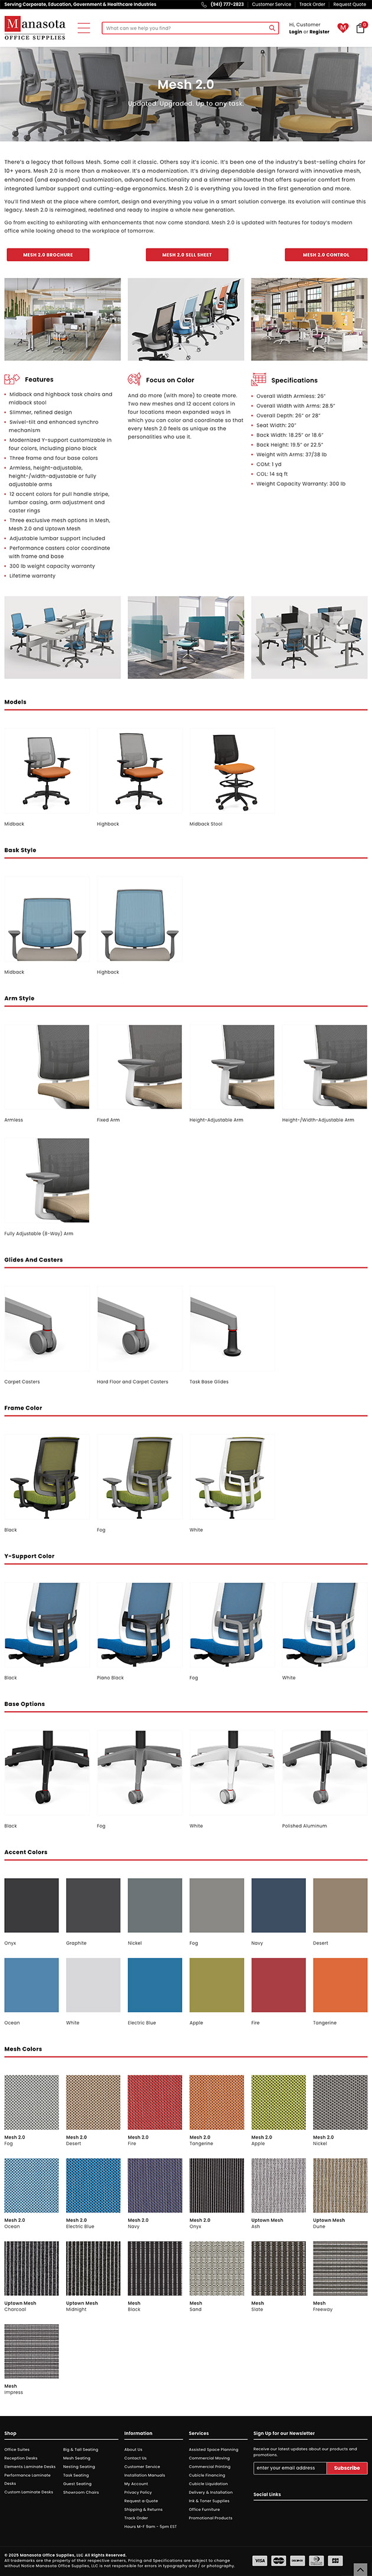 Serving Corporate, Education, Government & Healthcare Industries
(941) 777-2823 Customer Service Track Order Request Quote
Manasota
OFFICE SUPPLIES
What can we help you find?
Hi, Customer
Login or Register
0
Mesh 2.0
Updated. Upgraded. Up to any task.
There's a legacy that follows Mesh. Some call it classic. Others say it's iconic. It's been one of the industry's best-selling chairs for
10+ years. Mesh 2.0 is more than a makeover. It's a modernization. It's driving dependable design forward with innovative mesh,
enhanced (and expanded) customization, advanced functionality and a slimmer silhouette that offers superior comfort from
integrated lumbar support and cutting-edge ergonomics. Mesh 2.0 is everything you loved in the first generation and more.
You'll find Mesh at the place where comfort, design and everything you value in a smart solution converge. Its evolution will continue this
legacy. Mesh 2.0 is reimagined, redefined and ready to inspire a whole new generation.
Go from exciting to exhilarating with enhancements that now come standard. Mesh 2.0 is updated with features for today's modern
office while looking ahead to the workplace of tomorrow.
MESH 2.0 BROCHURE
MESH 2.0 SELL SHEET
MESH 2.0 CONTROL
Features
• Midback and highback task chairs and
midback stool
• Slimmer, refined design
• Swivel-tilt and enhanced synchro
mechanism
• Modernized Y-support customizable in
four colors, including piano black
• Three frame and four base colors
• Armless, height-adjustable,
height-/width-adjustable or fully
adjustable arms
• 12 accent colors for pull handle stripe,
lumbar casing, arm adjustment and
caster rings
• Three exclusive mesh options in Mesh,
Mesh 2.0 and Uptown Mesh
• Adjustable lumbar support included
• Performance casters color coordinate
with frame and base
• 300 lb weight capacity warranty
• Lifetime warranty
Focus on Color
And do more (with more) to create more.
Two new meshes and 12 accent colors in
four locations mean expanded ways in
which you can color and coordinate so that
every Mesh 2.0 feels as unique as the
personalities who use it.
Specifications
• Overall Width Armless: 26"
• Overall Width with Arms: 28.5"
• Overall Depth: 26" or 28"
• Seat Width: 20"
• Back Width: 18.25" or 18.6"
• Back Height: 19.5" or 22.5"
• Weight with Arms: 37/38 lb
• COM: 1 yd
• COL: 14 sq ft
• Weight Capacity Warranty: 300 lb
Models
Midback
Highback
Midback Stool
Bask Style
Midback
Highback
Arm Style
Armless
Fixed Arm
Height-Adjustable Arm
Height-/Width-Adjustable Arm
Fully Adjustable (8-Way) Arm
Glides And Casters
Carpet Casters
Hard Floor and Carpet Casters
Task Base Glides
Frame Color
Black
Fog
White
Y-Support Color
Black
Piano Black
Fog
White
Base Options
Black
Fog
White
Polished Aluminum
Accent Colors
Onyx
Graphite
Nickel
Fog
Navy
Desert
Ocean
White
Electric Blue
Apple
Fire
Tangerine
Mesh Colors
Mesh 2.0
Fog
Mesh 2.0
Desert
Mesh 2.0
Fire
Mesh 2.0
Tangerine
Mesh 2.0
Apple
Mesh 2.0
Nickel
Mesh 2.0
Ocean
Mesh 2.0
Electric Blue
Mesh 2.0
Navy
Mesh 2.0
Onyx
Uptown Mesh
Ash
Uptown Mesh
Dune
Uptown Mesh
Charcoal
Uptown Mesh
Midnight
Mesh
Black
Mesh
Sand
Mesh
Slate
Mesh
Freeway
Mesh
Impress
Shop
Office Suites
Reception Desks
Elements Laminate Desks
Performance Laminate
Desks
Custom Laminate Desks
Big & Tall Seating
Mesh Seating
Nesting Seating
Task Seating
Guest Seating
Showroom Chairs
Information
About Us
Contact Us
Customer Service
Installation Manuals
My Account
Privacy Policy
Request a Quote
Shipping & Returns
Track Order
Hours M-F 9am - 5pm EST
Services
Assisted Space Planning
Commercial Moving
Commercial Printing
Cubicle Financing
Cubicle Liquidation
Delivery & Installation
Ink & Toner Supplies
Office Furniture
Promotional Products
Sign Up for our Newsletter
Receive our latest updates about our products and
promotions.
enter your email address
Subscribe
Social Links
© 2025 Manasota Office Supplies, LLC All Rights Reserved.
All trademarks are the property of their respective owners. Pricing and Specifications are subject to change
without Notice Manasota Office Supplies, LLC is not responsible for errors in typography and / or photography.
VISA